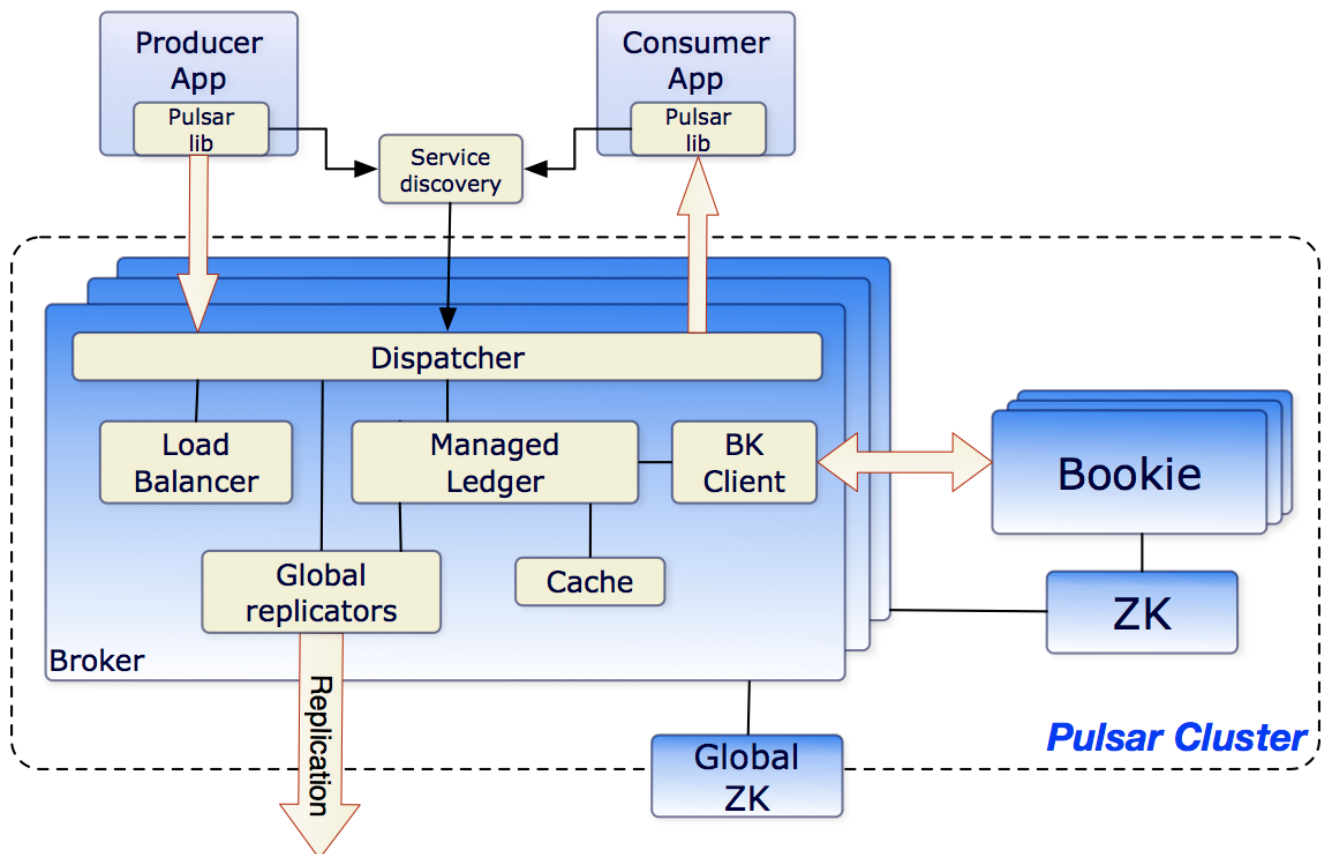 Producer
App
Pulsar
lib
Consumer
App
Pulsar
lib
Service
discovery
Dispatcher
Load
Balancer
Managed
Ledger
BK
Client
Bookie
Global
replicators
Cache
ZK
Broker
Replication
Pulsar Cluster
Global
ZK